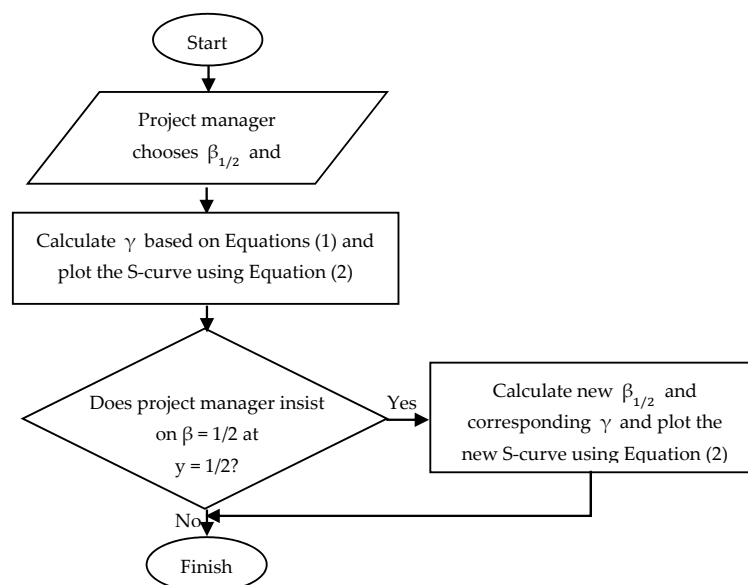 Start
Project manager
chooses β1/2 and
Calculate γ based on Equations (1) and
plot the S-curve using Equation (2)
Does project manager insist
on β = 1/2 at
y = 1/2?
Yes
Calculate new β1/2 and
corresponding γ and plot the
new S-curve using Equation (2)
No
Finish